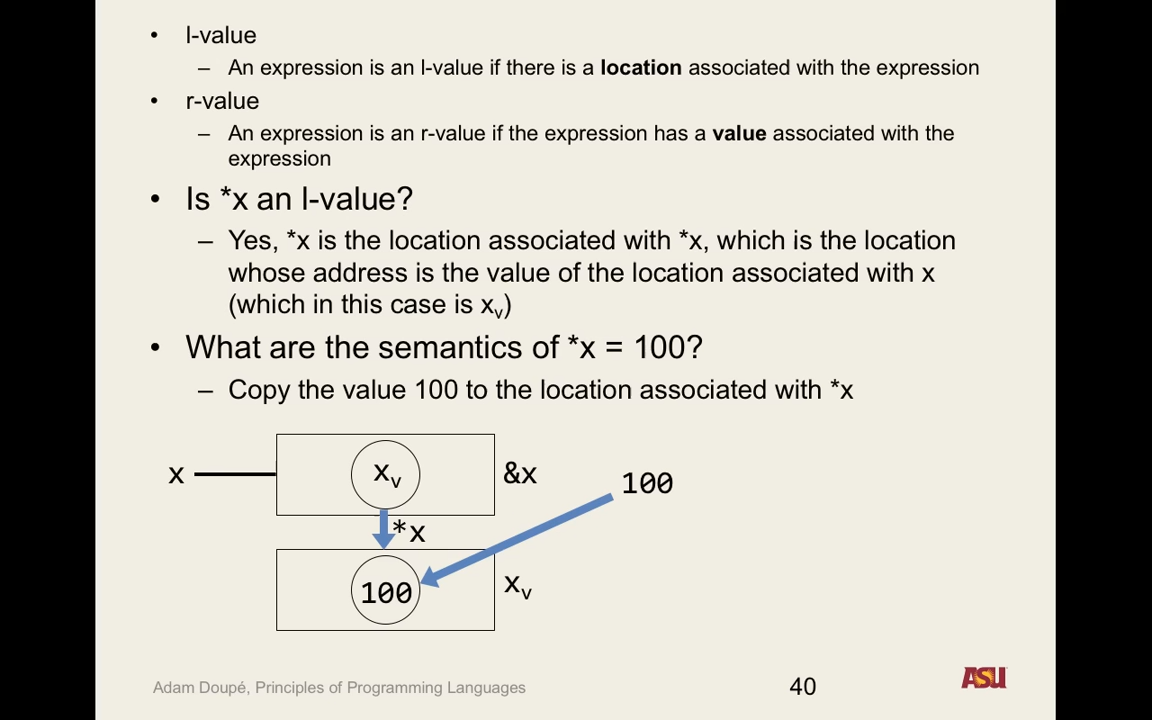 • l-value
– An expression is an l-value if there is a location associated with the expression
• r-value
– An expression is an r-value if the expression has a value associated with the
expression
• Is *x an l-value?
– Yes, *x is the location associated with *x, which is the location
whose address is the value of the location associated with x
(which in this case is xᵥ)
• What are the semantics of *x = 100?
– Copy the value 100 to the location associated with *x
x xᵥ &x 100
*x
100 xᵥ
Adam Doupé, Principles of Programming Languages 40 ASU